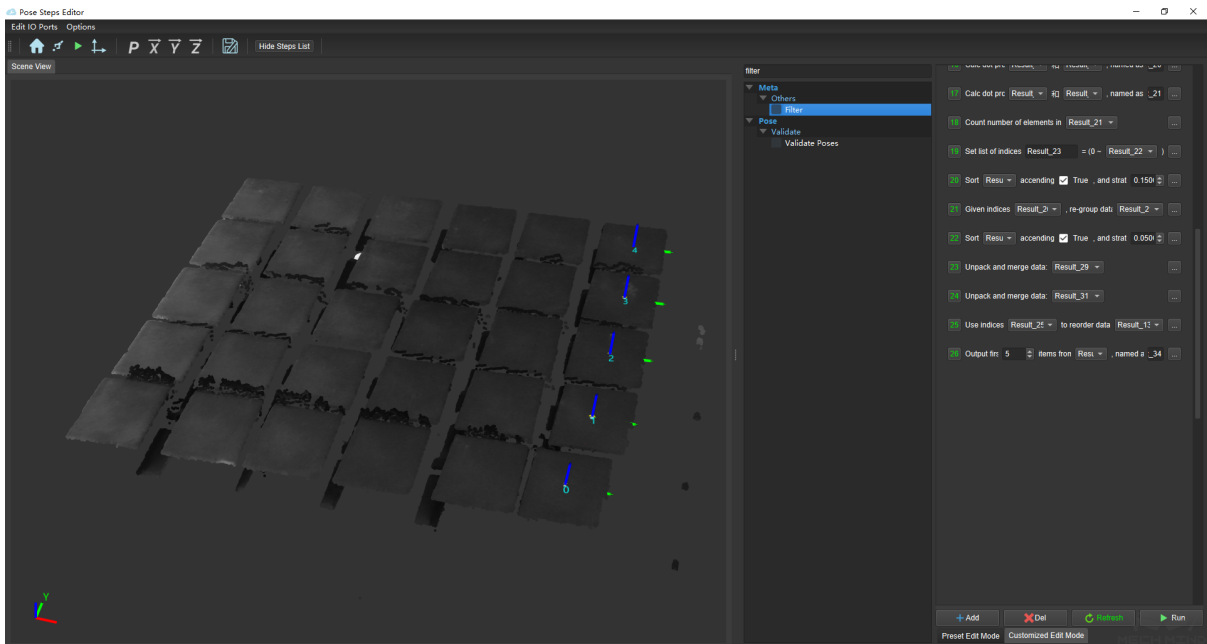 Pose Steps Editor
Edit IO Ports Options
P X Y Z Hide Steps List
Scene View
filter
Meta
Others
Filter
Pose
Validate
Validate Poses
17 Calc dot prc Result_ 和 Result_ , named as :_21 ...
18 Count number of elements in Result_21 ...
19 Set list of indices Result_23 = (0 ~ Result_22 ) ...
20 Sort Resu accending True , and strat 0.150( ...
21 Given indices Result_2( , re-group data Result_2 ...
22 Sort Resu accending True , and strat 0.050( ...
23 Unpack and merge data: Result_29 ...
24 Unpack and merge data: Result_31 ...
25 Use indices Result_25 to reorder data Result_13 ...
26 Output firs 5 items from Resu , named a :_34 ...
4
3
2
1
0
Y
Add Del Refresh Run
Preset Edit Mode Customized Edit Mode